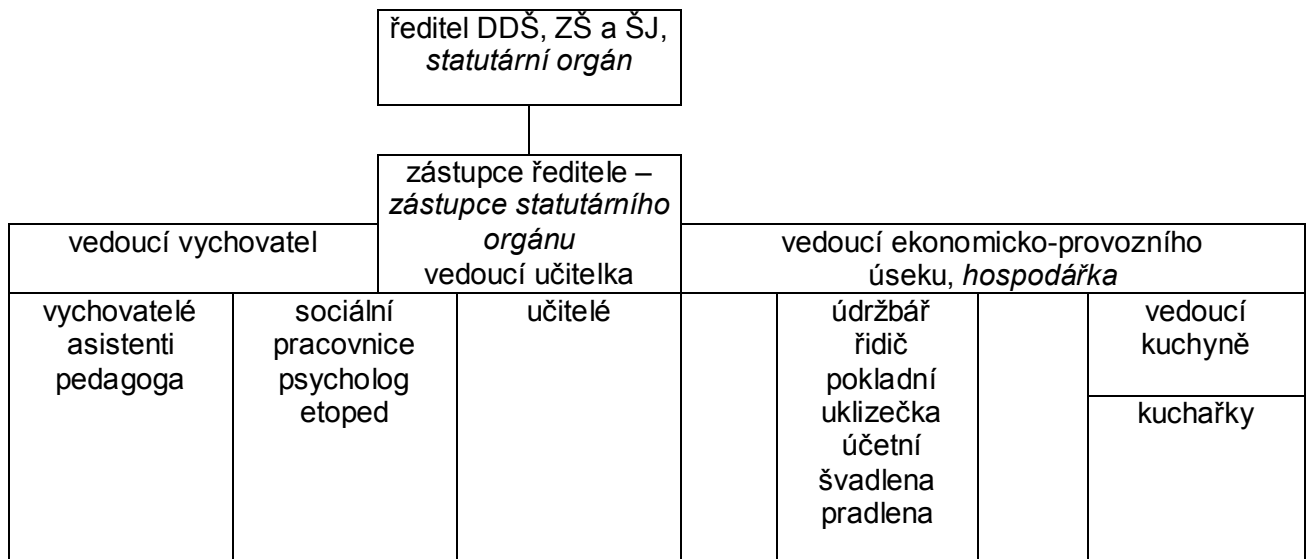 ředitel DDŠ, ZŠ a ŠJ,
statutární orgán
zástupce ředitele –
zástupce statutárního
orgánu
vedoucí učitelka
vedoucí vychovatel
vedoucí ekonomicko-provozního
úseku, hospodářka
vychovatelé
asistenti
pedagoga
sociální
pracovnice
psycholog
etoped
učitelé
údržbář
řidič
pokladní
uklizečka
účetní
švadlena
pradlena
vedoucí
kuchyně
kuchařky